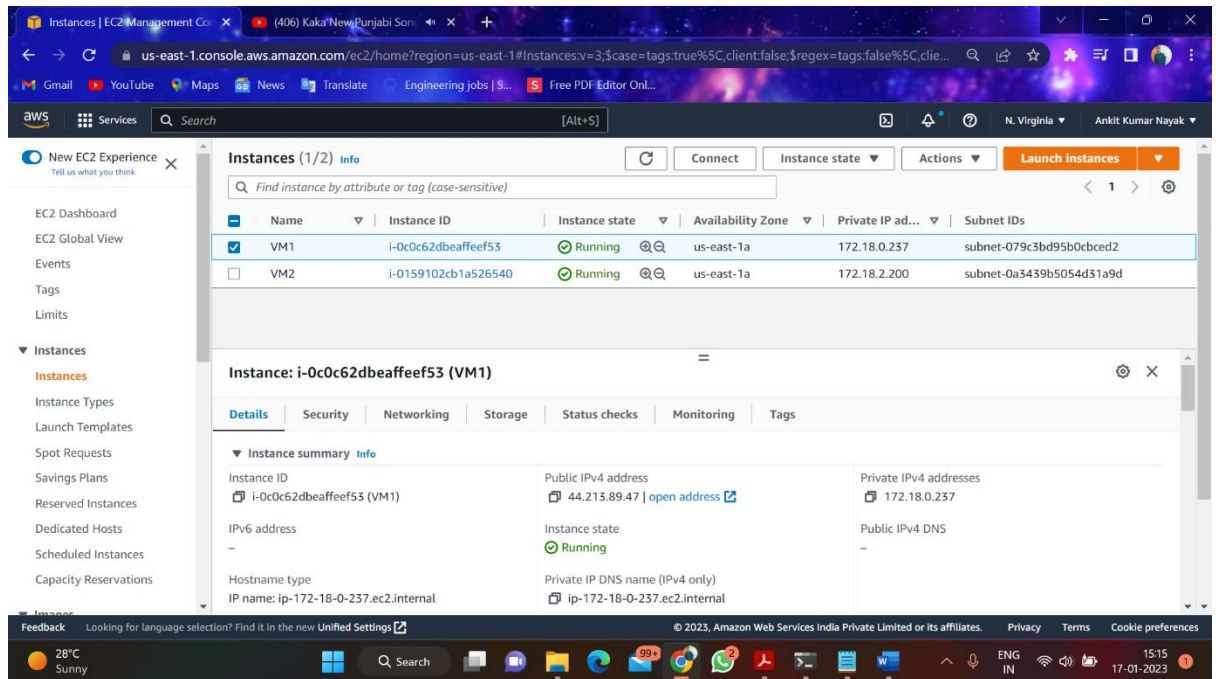 Instances | EC2 Management Con
(406) Kaka New Punjabi Song
us-east-1.console.aws.amazon.com/ec2/home?region=us-east-1#Instances:v=3;$case=tags:true%5C,client:false;$regex=tags:false%5C,clie...
Gmail YouTube Maps News Translate Engineering jobs | S... Free PDF Editor Onl...
aws Services Search [Alt+S] N. Virginia ▼ Ankit Kumar Nayak ▼
New EC2 Experience
Tell us what you think
EC2 Dashboard
EC2 Global View
Events
Tags
Limits
Instances
Instances
Instance Types
Launch Templates
Spot Requests
Savings Plans
Reserved Instances
Dedicated Hosts
Scheduled Instances
Capacity Reservations
Images
Instances (1/2) Info Connect Instance state ▼ Actions ▼ Launch instances ▼
Find instance by attribute or tag (case-sensitive) < 1 >
Name Instance ID Instance state Availability Zone Private IP ad... Subnet IDs
VM1 i-0c0c62dbeaffeef53 Running us-east-1a 172.18.0.237 subnet-079c3bd95b0cbced2
VM2 i-0159102cb1a526540 Running us-east-1a 172.18.2.200 subnet-0a3439b5054d31a9d
Instance: i-0c0c62dbeaffeef53 (VM1)
Details Security Networking Storage Status checks Monitoring Tags
Instance summary Info
Instance ID Public IPv4 address Private IPv4 addresses
i-0c0c62dbeaffeef53 (VM1) 44.213.89.47 | open address 172.18.0.237
IPv6 address Instance state Public IPv4 DNS
– Running –
Hostname type Private IP DNS name (IPv4 only)
IP name: ip-172-18-0-237.ec2.internal ip-172-18-0-237.ec2.internal
Feedback Looking for language selection? Find it in the new Unified Settings © 2023, Amazon Web Services India Private Limited or its affiliates. Privacy Terms Cookie preferences
28°C
Sunny
Search
99+
2
ENG
IN
15:15
17-01-2023
1